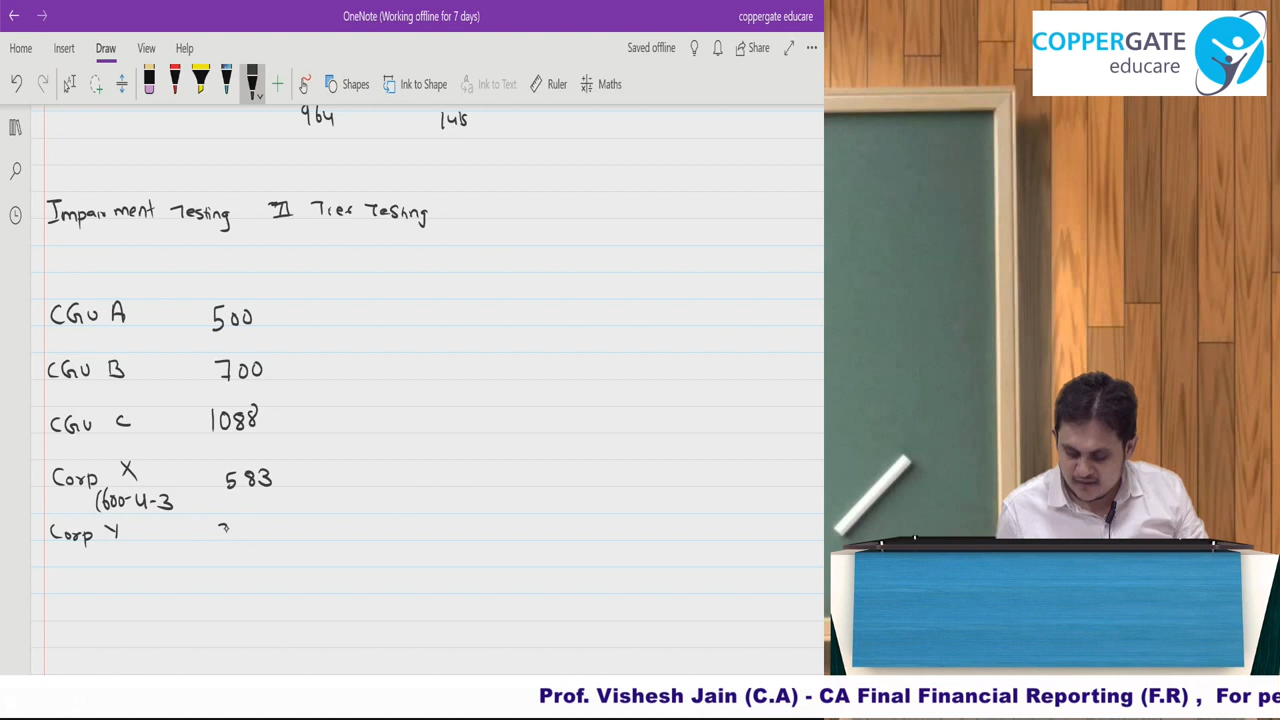 OneNote (Working offline for 7 days)
coppergate educare
Home Insert Draw View Help
Saved offline Share
Shapes Ink to Shape Ink to Text Ruler Maths
COPPERGATE
educare
964
Impairment Testing II Tier Testing
CGU A 500
CGU B 700
CGU C 1088
Corp X 583
(600-4-3
Corp Y
Prof. Vishesh Jain (C.A) - CA Final Financial Reporting (F.R) , For pe